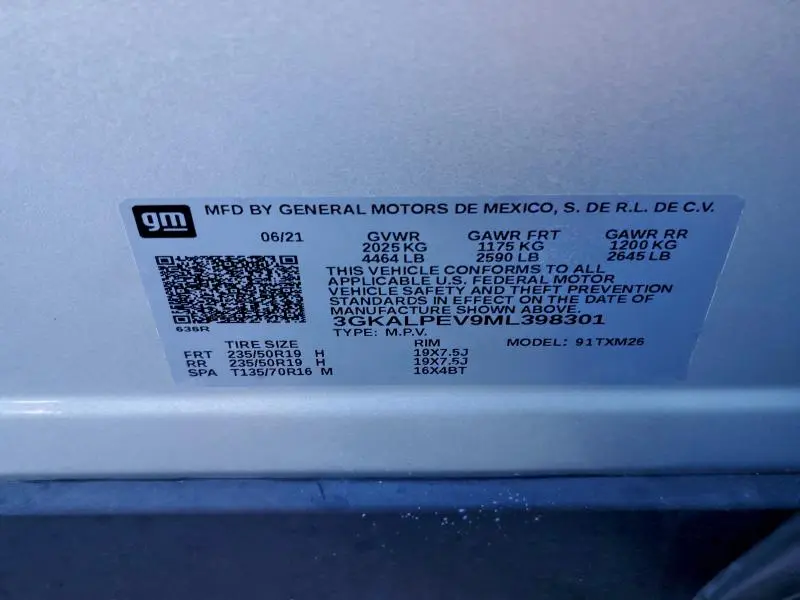 gm MFD BY GENERAL MOTORS DE MEXICO, S. DE R.L. DE C.V.
06/21 GVWR GAWR FRT GAWR RR
2025 KG 1175 KG 1200 KG
4464 LB 2590 LB 2645 LB
THIS VEHICLE CONFORMS TO ALL
APPLICABLE U.S. FEDERAL MOTOR
VEHICLE SAFETY AND THEFT PREVENTION
STANDARDS IN EFFECT ON THE DATE OF
MANUFACTURE SHOWN ABOVE.
3GKALPEV9ML398301
636R
TYPE: M.P.V.
TIRE SIZE RIM MODEL: 91TXM26
FRT 235/50R19 H 19X7.5J
RR 235/50R19 H 19X7.5J
SPA T135/70R16 M 16X4BT